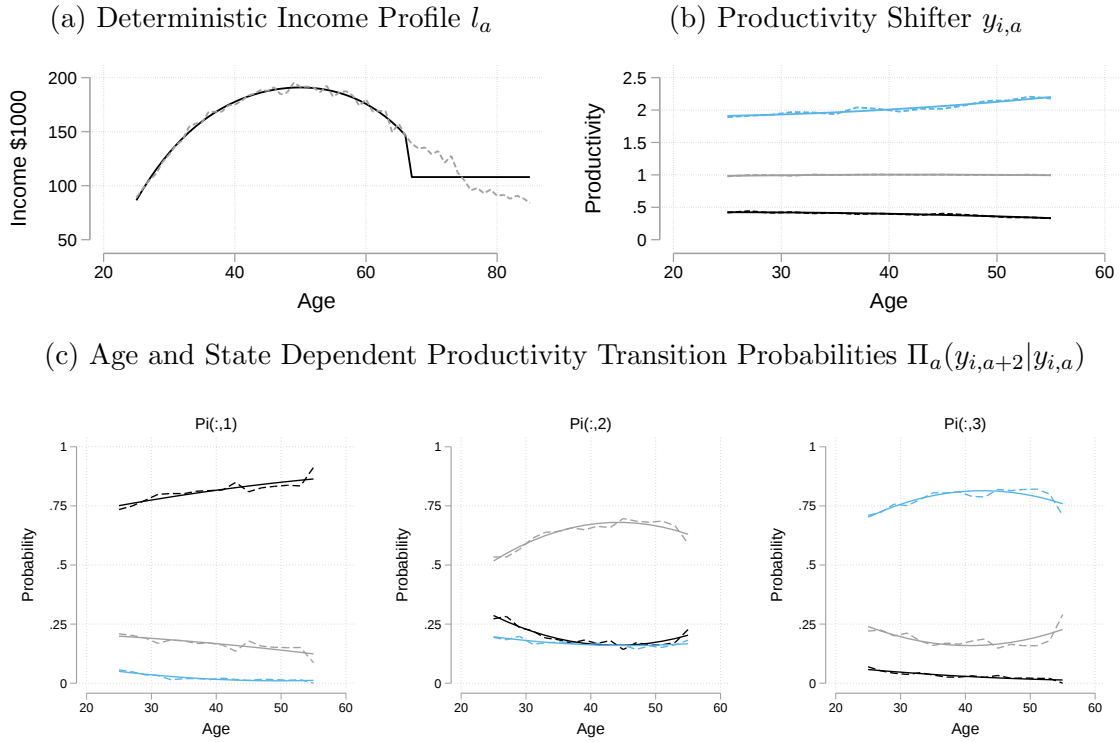 (a) Deterministic Income Profile lₐ
(b) Productivity Shifter y_{i,a}
Income $1000
200
150
100
50
20 40 60 80
Age
Productivity
2.5
2
1.5
1
.5
0
20 30 40 50 60
Age
(c) Age and State Dependent Productivity Transition Probabilities Πₐ(y_{i,a+2}|y_{i,a})
Pi(:,1)
Probability
1
.75
.5
.25
0
20 30 40 50 60
Age
Pi(:,2)
Probability
1
.75
.5
.25
0
20 30 40 50 60
Age
Pi(:,3)
Probability
1
.75
.5
.25
0
20 30 40 50 60
Age